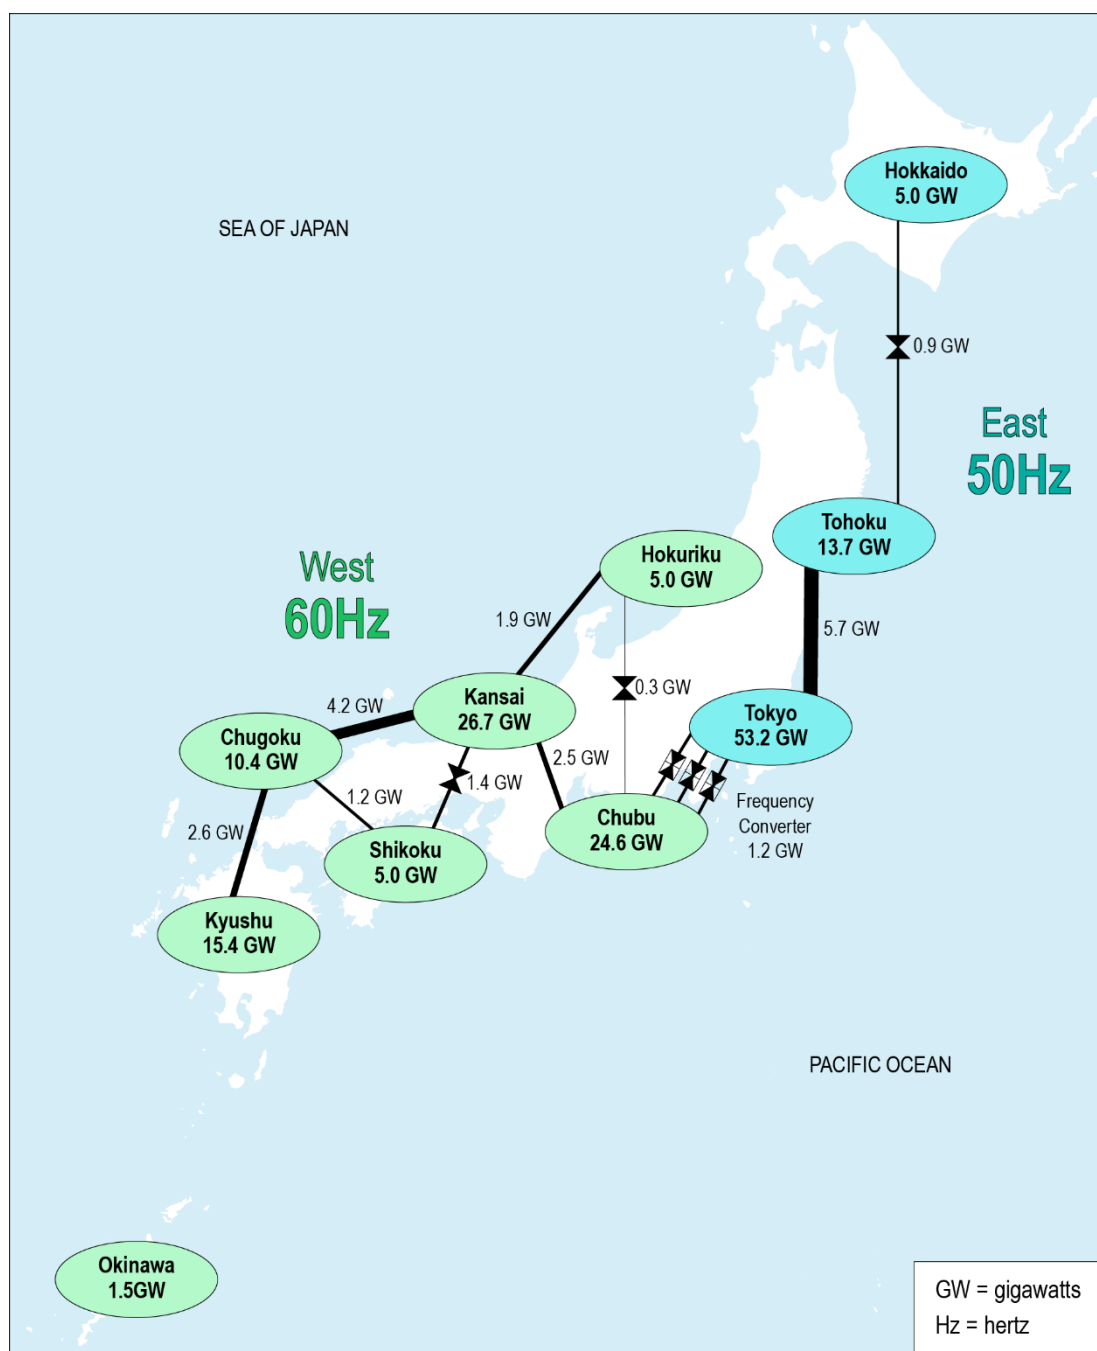 Hokkaido
5.0 GW
SEA OF JAPAN
0.9 GW
East
50Hz
Tohoku
13.7 GW
Hokuriku
5.0 GW
West
60Hz
1.9 GW
5.7 GW
0.3 GW
Kansai
26.7 GW
4.2 GW
Tokyo
53.2 GW
Chugoku
10.4 GW
2.5 GW
1.4 GW
1.2 GW
Frequency
Converter
1.2 GW
Chubu
24.6 GW
2.6 GW
Shikoku
5.0 GW
Kyushu
15.4 GW
PACIFIC OCEAN
Okinawa
1.5GW
GW = gigawatts
Hz = hertz